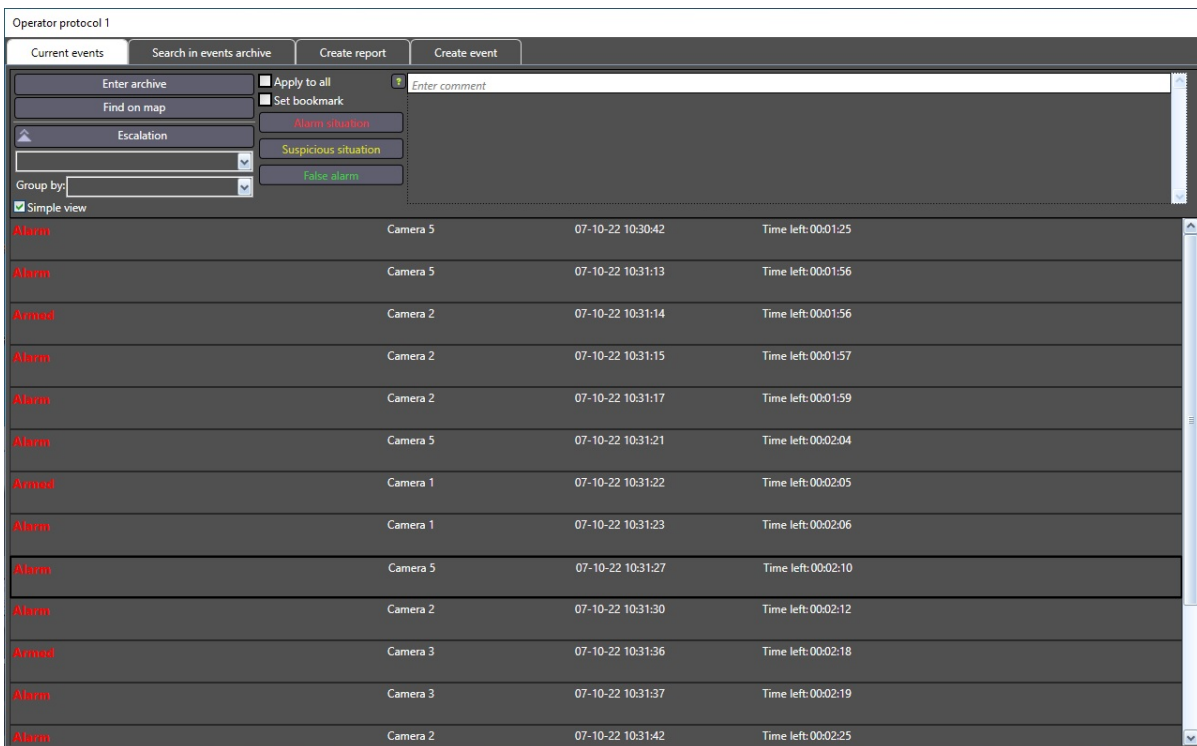 Operator protocol 1
Current events Search in events archive Create report Create event
Enter archive
Find on map
Escalation
Group by:
Simple view
Apply to all ?
Set bookmark
Alarm situation
Suspicious situation
False alarm
Enter comment
Alarm Camera 5 07-10-22 10:30:42 Time left: 00:01:25
Alarm Camera 5 07-10-22 10:31:13 Time left: 00:01:56
Armed Camera 2 07-10-22 10:31:14 Time left: 00:01:56
Alarm Camera 2 07-10-22 10:31:15 Time left: 00:01:57
Alarm Camera 2 07-10-22 10:31:17 Time left: 00:01:59
Alarm Camera 5 07-10-22 10:31:21 Time left: 00:02:04
Armed Camera 1 07-10-22 10:31:22 Time left: 00:02:05
Alarm Camera 1 07-10-22 10:31:23 Time left: 00:02:06
Alarm Camera 5 07-10-22 10:31:27 Time left: 00:02:10
Alarm Camera 2 07-10-22 10:31:30 Time left: 00:02:12
Armed Camera 3 07-10-22 10:31:36 Time left: 00:02:18
Alarm Camera 3 07-10-22 10:31:37 Time left: 00:02:19
Alarm Camera 2 07-10-22 10:31:42 Time left: 00:02:25